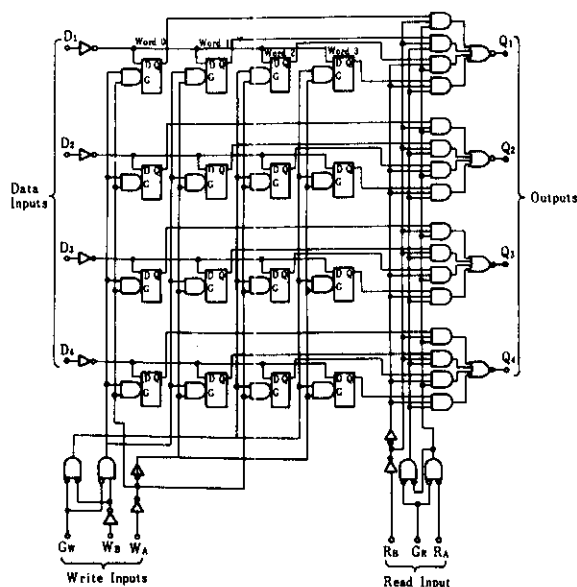 D1
Word 0
Word 1
Word 2
Word 3
Q1
D Q
G
D Q
G
D Q
G
D Q
G
D2
Q2
D Q
G
D Q
G
D Q
G
D Q
G
Data
Inputs
Outputs
D3
Q3
D Q
G
D Q
G
D Q
G
D Q
G
D4
Q4
D Q
G
D Q
G
D Q
G
D Q
G
GW
WB
WA
RB
GR
RA
Write Inputs
Read Input